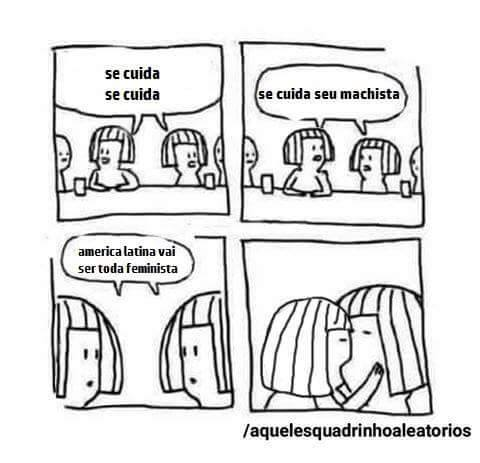 se cuida
se cuida
se cuida seu machista
america latina vai
ser toda feminista
/aquelesquadrinhoaleatorios